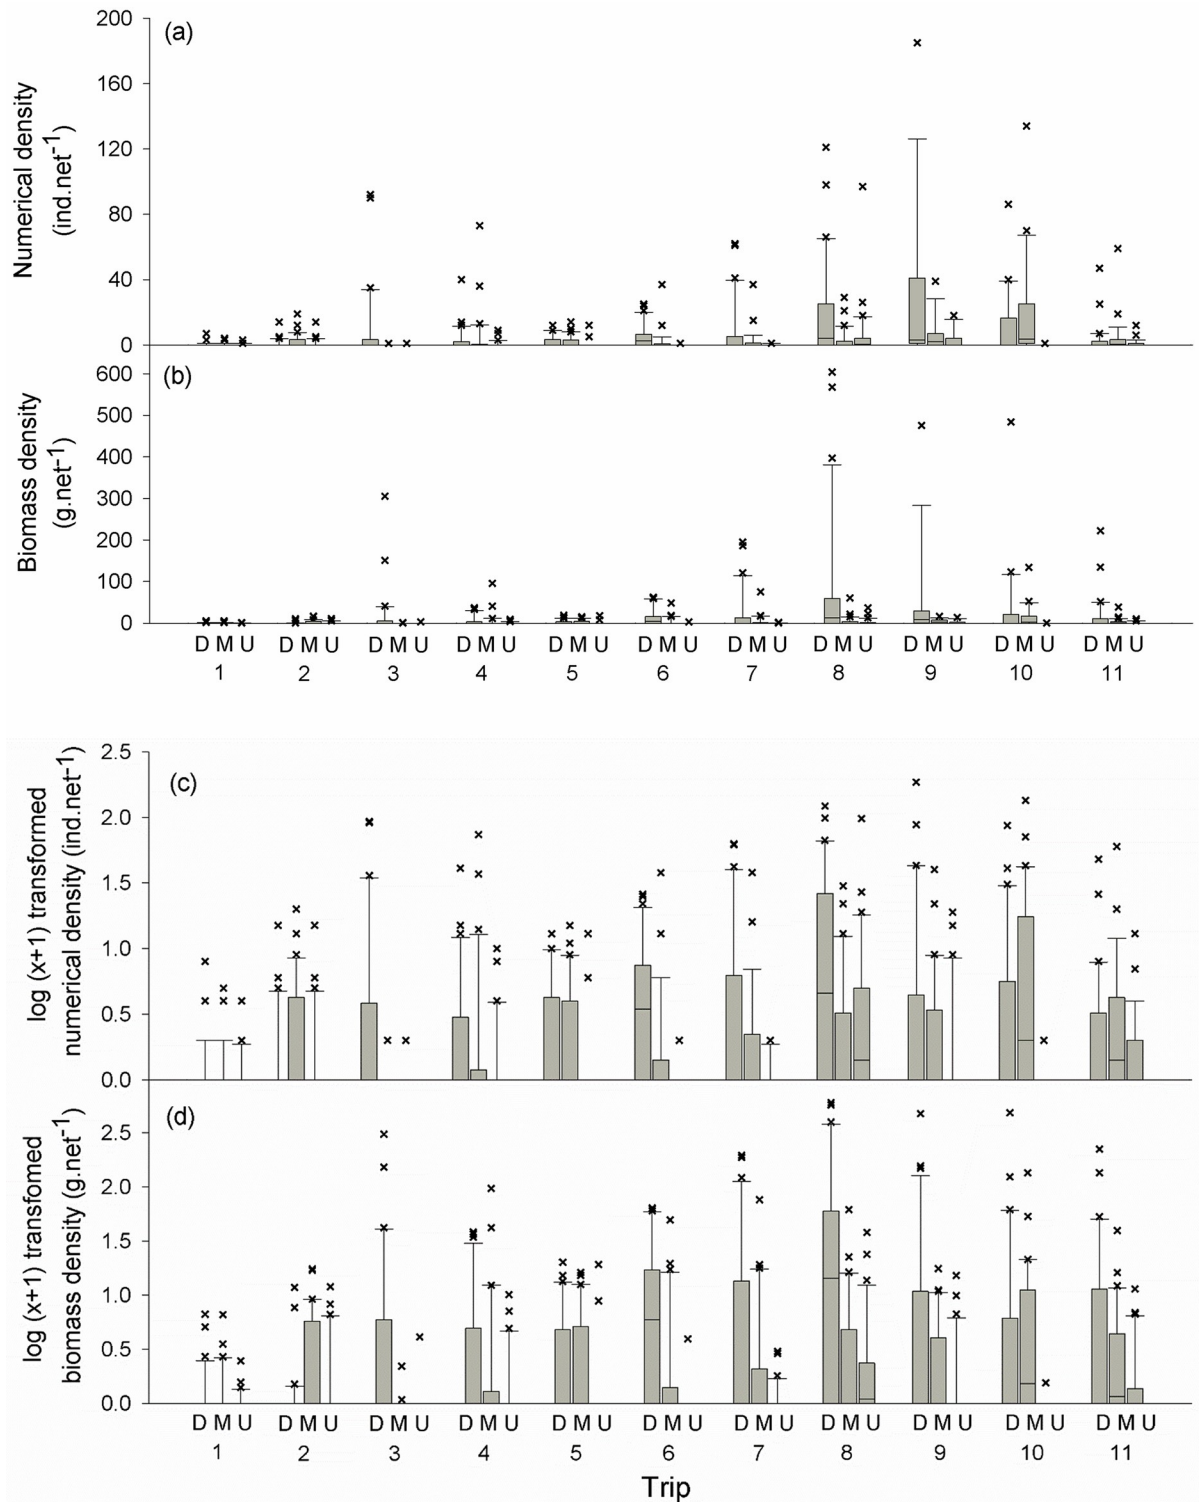 (a)
Numerical density
(ind.net⁻¹)
200
160
120
80
40
0
(b)
Biomass density
(g.net⁻¹)
600
500
400
300
200
100
0
D M U D M U D M U D M U D M U D M U D M U D M U D M U D M U D M U
1 2 3 4 5 6 7 8 9 10 11
(c)
log (x+1) transformed
numerical density (ind.net⁻¹)
2.5
2.0
1.5
1.0
0.5
0.0
(d)
log (x+1) transfomed
biomass density (g.net⁻¹)
2.5
2.0
1.5
1.0
0.5
0.0
D M U D M U D M U D M U D M U D M U D M U D M U D M U D M U D M U
1 2 3 4 5 6 7 8 9 10 11
Trip